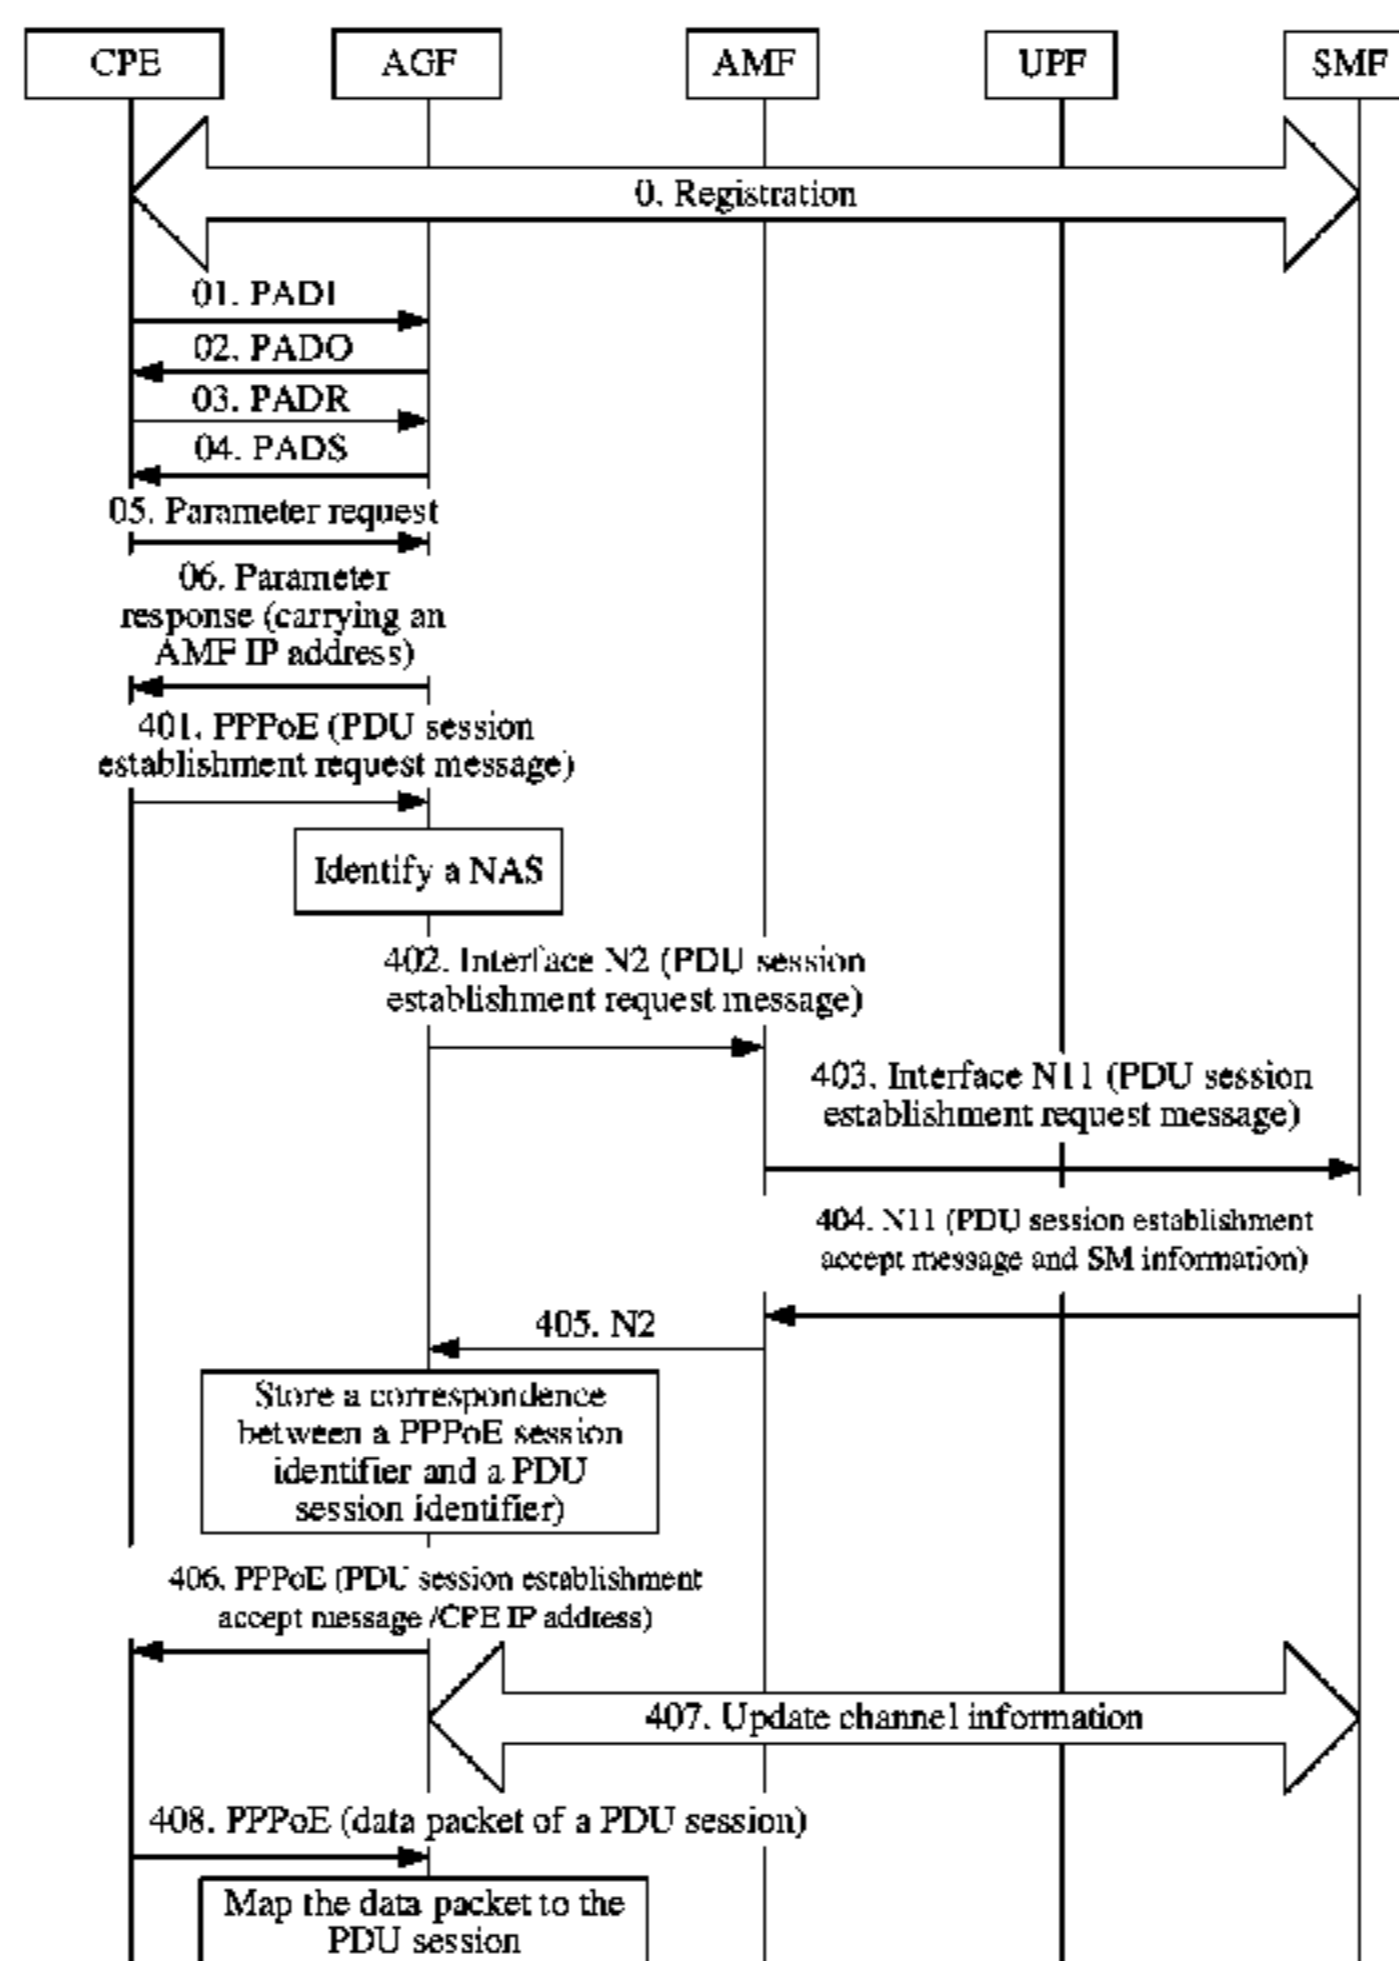 CPE
AGF
AMF
UPF
SMF
0. Registration
01. PADI
02. PADO
03. PADR
04. PADS
05. Parameter request
06. Parameter
response (carrying an
AMF IP address)
401. PPPoE (PDU session
establishment request message)
Identify a NAS
402. Interface N2 (PDU session
establishment request message)
403. Interface N11 (PDU session
establishment request message)
404. N11 (PDU session establishment
accept message and SM information)
405. N2
Store a correspondence
between a PPPoE session
identifier and a PDU
session identifier)
406. PPPoE (PDU session establishment
accept message /CPE IP address)
407. Update channel information
408. PPPoE (data packet of a PDU session)
Map the data packet to the
PDU session